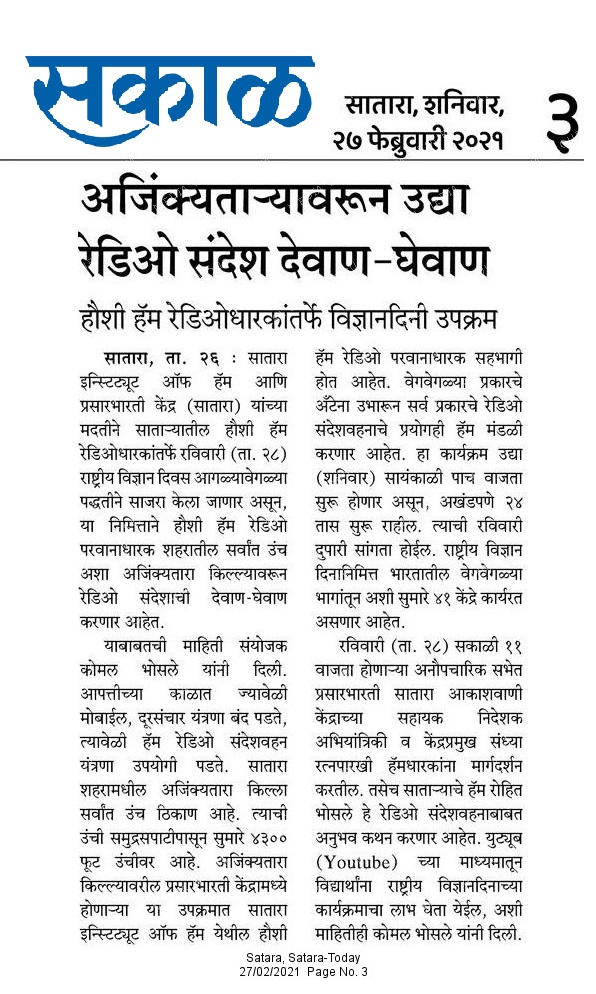 सकाळ
सातारा, शनिवार,
२७ फेब्रुवारी २०२१
३
अजिंक्यताऱ्यावरून उद्या
रेडिओ संदेश देवाण-घेवाण
हौशी हॅम रेडिओधारकांतर्फे विज्ञानदिनी उपक्रम
सातारा, ता. २६ : सातारा
इन्स्टिट्यूट ऑफ हॅम आणि
प्रसारभारती केंद्र (सातारा) यांच्या
मदतीने साताऱ्यातील हौशी हॅम
रेडिओधारकांतर्फे रविवारी (ता. २८)
राष्ट्रीय विज्ञान दिवस आगळ्यावेगळ्या
पद्धतीने साजरा केला जाणार असून,
या निमित्ताने हौशी हॅम रेडिओ
परवानाधारक शहरातील सर्वांत उंच
अशा अजिंक्यतारा किल्ल्यावरून
रेडिओ संदेशाची देवाण-घेवाण
करणार आहेत.
याबाबतची माहिती संयोजक
कोमल भोसले यांनी दिली.
आपत्तीच्या काळात ज्यावेळी
मोबाईल, दूरसंचार यंत्रणा बंद पडते,
त्यावेळी हॅम रेडिओ संदेशवहन
यंत्रणा उपयोगी पडते. सातारा
शहरामधील अजिंक्यतारा किल्ला
सर्वांत उंच ठिकाण आहे. त्याची
उंची समुद्रसपाटीपासून सुमारे ४३००
फूट उंचीवर आहे. अजिंक्यतारा
किल्ल्यावरील प्रसारभारती केंद्रामध्ये
होणाऱ्या या उपक्रमात सातारा
इन्स्टिट्यूट ऑफ हॅम येथील हौशी
हॅम रेडिओ परवानाधारक सहभागी
होत आहेत. वेगवेगळ्या प्रकारचे
अँटेना उभारून सर्व प्रकारचे रेडिओ
संदेशवहनाचे प्रयोगही हॅम मंडळी
करणार आहेत. हा कार्यक्रम उद्या
(शनिवार) सायंकाळी पाच वाजता
सुरू होणार असून, अखंडपणे २४
तास सुरू राहील. त्याची रविवारी
दुपारी सांगता होईल. राष्ट्रीय विज्ञान
दिनानिमित्त भारतातील वेगवेगळ्या
भागांतून अशी सुमारे ४१ केंद्रे कार्यरत
असणार आहेत.
रविवारी (ता. २८) सकाळी ११
वाजता होणाऱ्या अनौपचारिक सभेत
प्रसारभारती सातारा आकाशवाणी
केंद्राच्या सहायक निदेशक
अभियांत्रिकी व केंद्रप्रमुख संध्या
रत्नपारखी हॅमधारकांना मार्गदर्शन
करतील. तसेच साताऱ्याचे हॅम रोहित
भोसले हे रेडिओ संदेशवहनाबाबत
अनुभव कथन करणार आहेत. युट्यूब
(Youtube) च्या माध्यमातून
विद्यार्थांना राष्ट्रीय विज्ञानदिनाच्या
कार्यक्रमाचा लाभ घेता येईल, अशी
माहितीही कोमल भोसले यांनी दिली.
Satara, Satara-Today
27/02/2021 Page No. 3